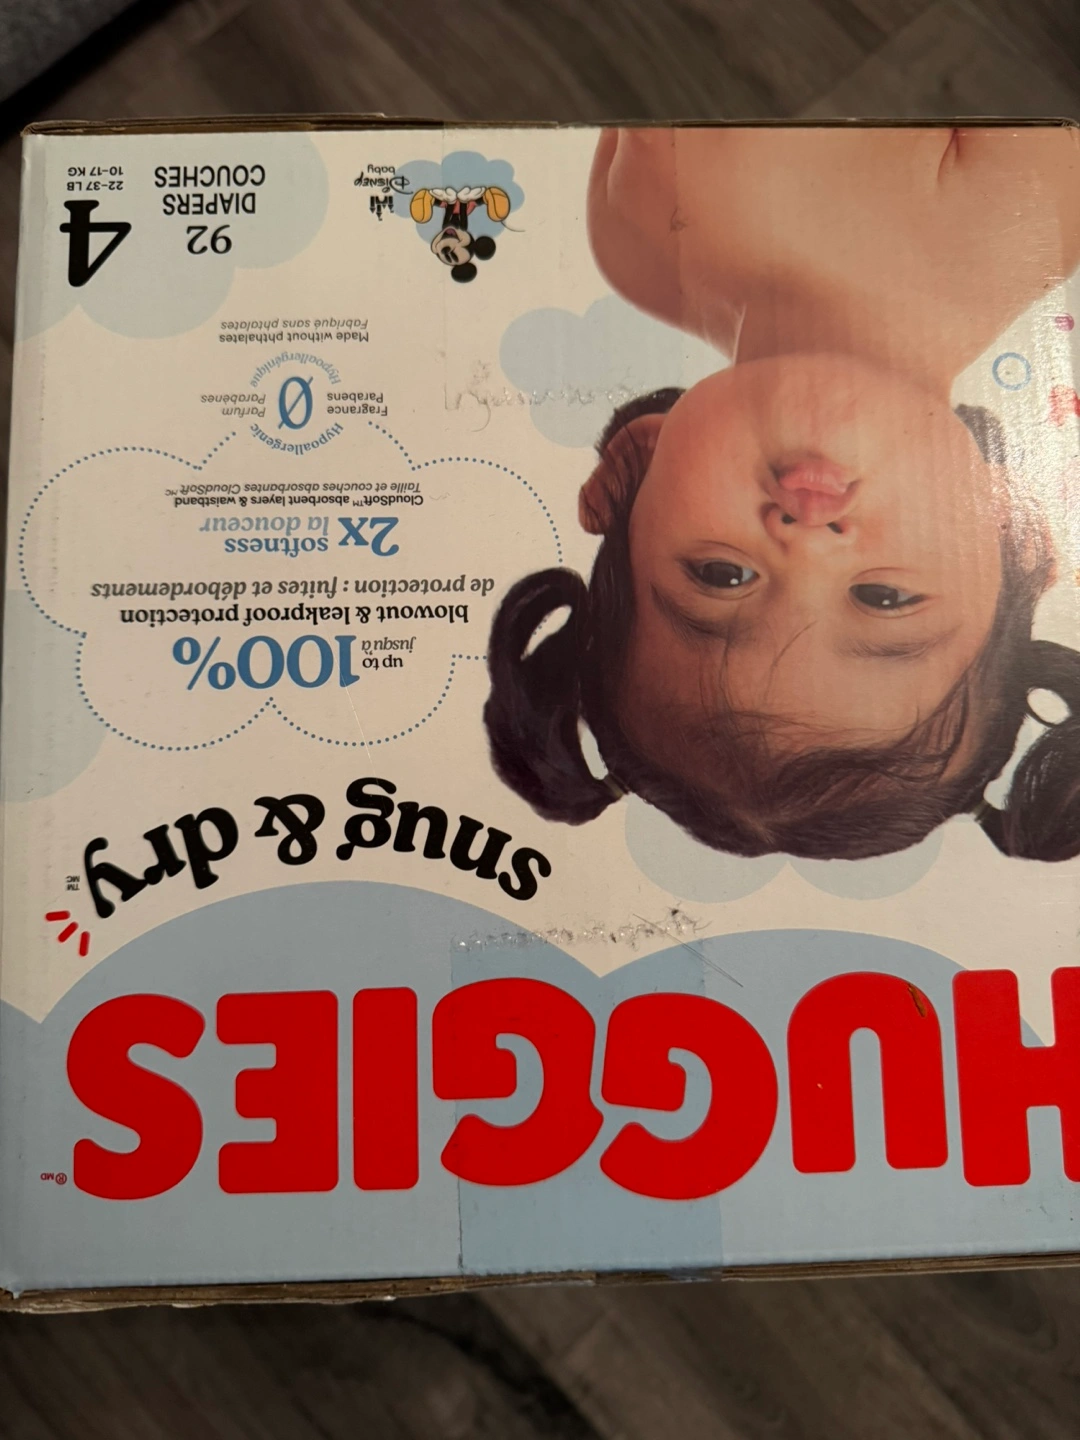 HUGGIES
®MD
snug & dry
TM
MC
up to
jusqu'à
100%
blowout & leakproof protection
de protection : fuites et débordements
2x softness
la douceur
CloudSoft™ absorbent layers & waistband
Taille et couches absorbantes CloudSoft MC
Hypoallergenic
Fragrance
Parabens
0
Parfum
Parabènes
Hypoallergénique
Made without phthalates
Fabriqué sans phtalates
Disney
baby
92
DIAPERS
COUCHES
4
22-37 LB
10-17 KG